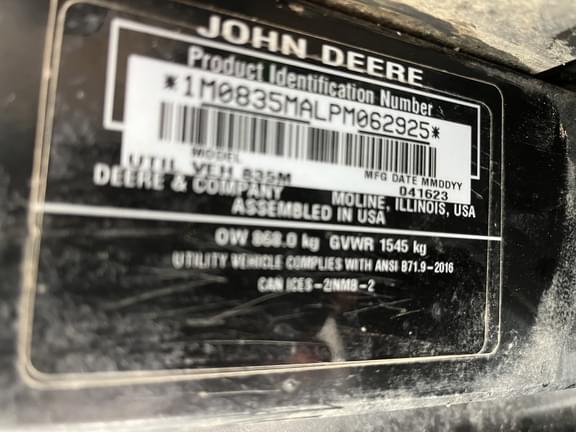 JOHN DEERE
Product Identification Number
*1M0835MALPM062925*
MODEL
UTIL VEH 835M
MFG DATE MMDDYY
041623
DEERE & COMPANY MOLINE, ILLINOIS, USA
ASSEMBLED IN USA
OW 868.0 kg GVWR 1545 kg
UTILITY VEHICLE COMPLIES WITH ANSI B71.9-2016
CAN ICES-2/NMB-2